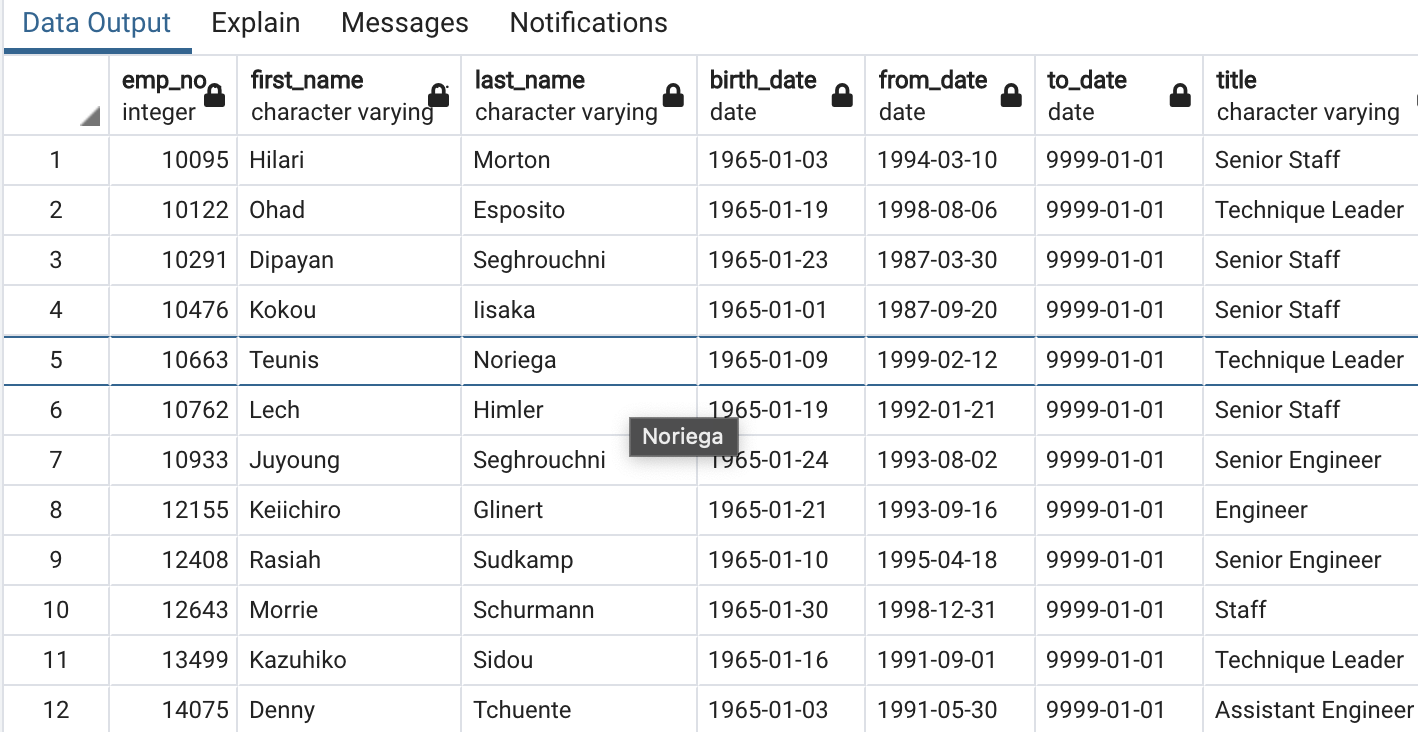 Data Output Explain Messages Notifications
emp_no first_name last_name birth_date from_date to_date title
integer character varying character varying date date date character varying
1 10095 Hilari Morton 1965-01-03 1994-03-10 9999-01-01 Senior Staff
2 10122 Ohad Esposito 1965-01-19 1998-08-06 9999-01-01 Technique Leader
3 10291 Dipayan Seghrouchni 1965-01-23 1987-03-30 9999-01-01 Senior Staff
4 10476 Kokou Iisaka 1965-01-01 1987-09-20 9999-01-01 Senior Staff
5 10663 Teunis Noriega 1965-01-09 1999-02-12 9999-01-01 Technique Leader
6 10762 Lech Himler 1965-01-19 1992-01-21 9999-01-01 Senior Staff
Noriega
7 10933 Juyoung Seghrouchni 1965-01-24 1993-08-02 9999-01-01 Senior Engineer
8 12155 Keiichiro Glinert 1965-01-21 1993-09-16 9999-01-01 Engineer
9 12408 Rasiah Sudkamp 1965-01-10 1995-04-18 9999-01-01 Senior Engineer
10 12643 Morrie Schurmann 1965-01-30 1998-12-31 9999-01-01 Staff
11 13499 Kazuhiko Sidou 1965-01-16 1991-09-01 9999-01-01 Technique Leader
12 14075 Denny Tchuente 1965-01-03 1991-05-30 9999-01-01 Assistant Engineer